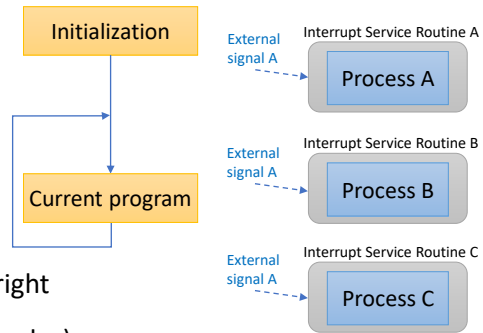 Initialization
Current program
External
signal A
Interrupt Service Routine A
Process A
External
signal A
Interrupt Service Routine B
Process B
External
signal A
Interrupt Service Routine C
Process C
right